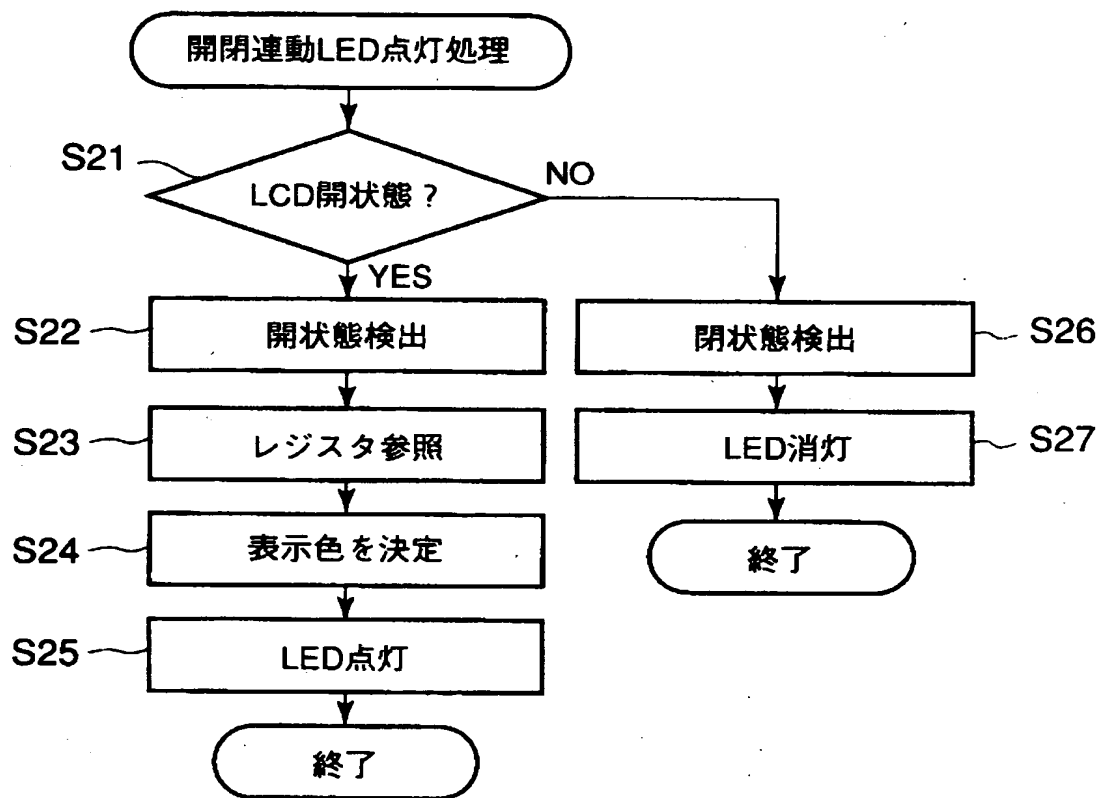 開閉連動LED点灯処理
S21
LCD開状態？
NO
YES
S22
開状態検出
閉状態検出
S26
S23
レジスタ参照
LED消灯
S27
S24
表示色を決定
終了
S25
LED点灯
終了